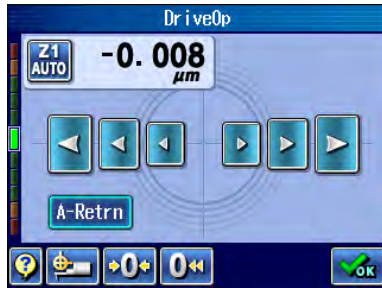 DriveOp
Z1
AUTO
-0.008
µm
A-Retrn
?
0
0
OK